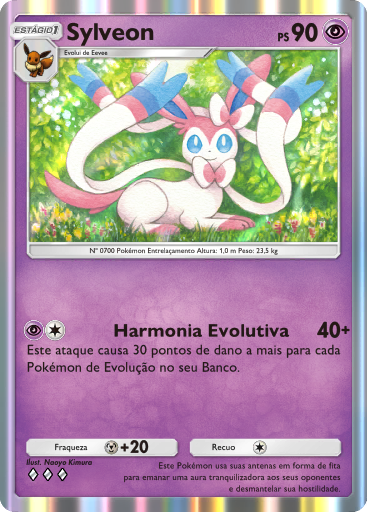 ESTÁGIO 1
Sylveon
PS 90
Evolui de Eevee
Nº 0700 Pokémon Entrelaçamento Altura: 1,0 m Peso: 23,5 kg
Harmonia Evolutiva 40+
Este ataque causa 30 pontos de dano a mais para cada
Pokémon de Evolução no seu Banco.
Fraqueza +20 Recuo
Ilust. Naoyo Kimura
Este Pokémon usa suas antenas em forma de fita
para emanar uma aura tranquilizadora aos seus oponentes
e desmantelar sua hostilidade.